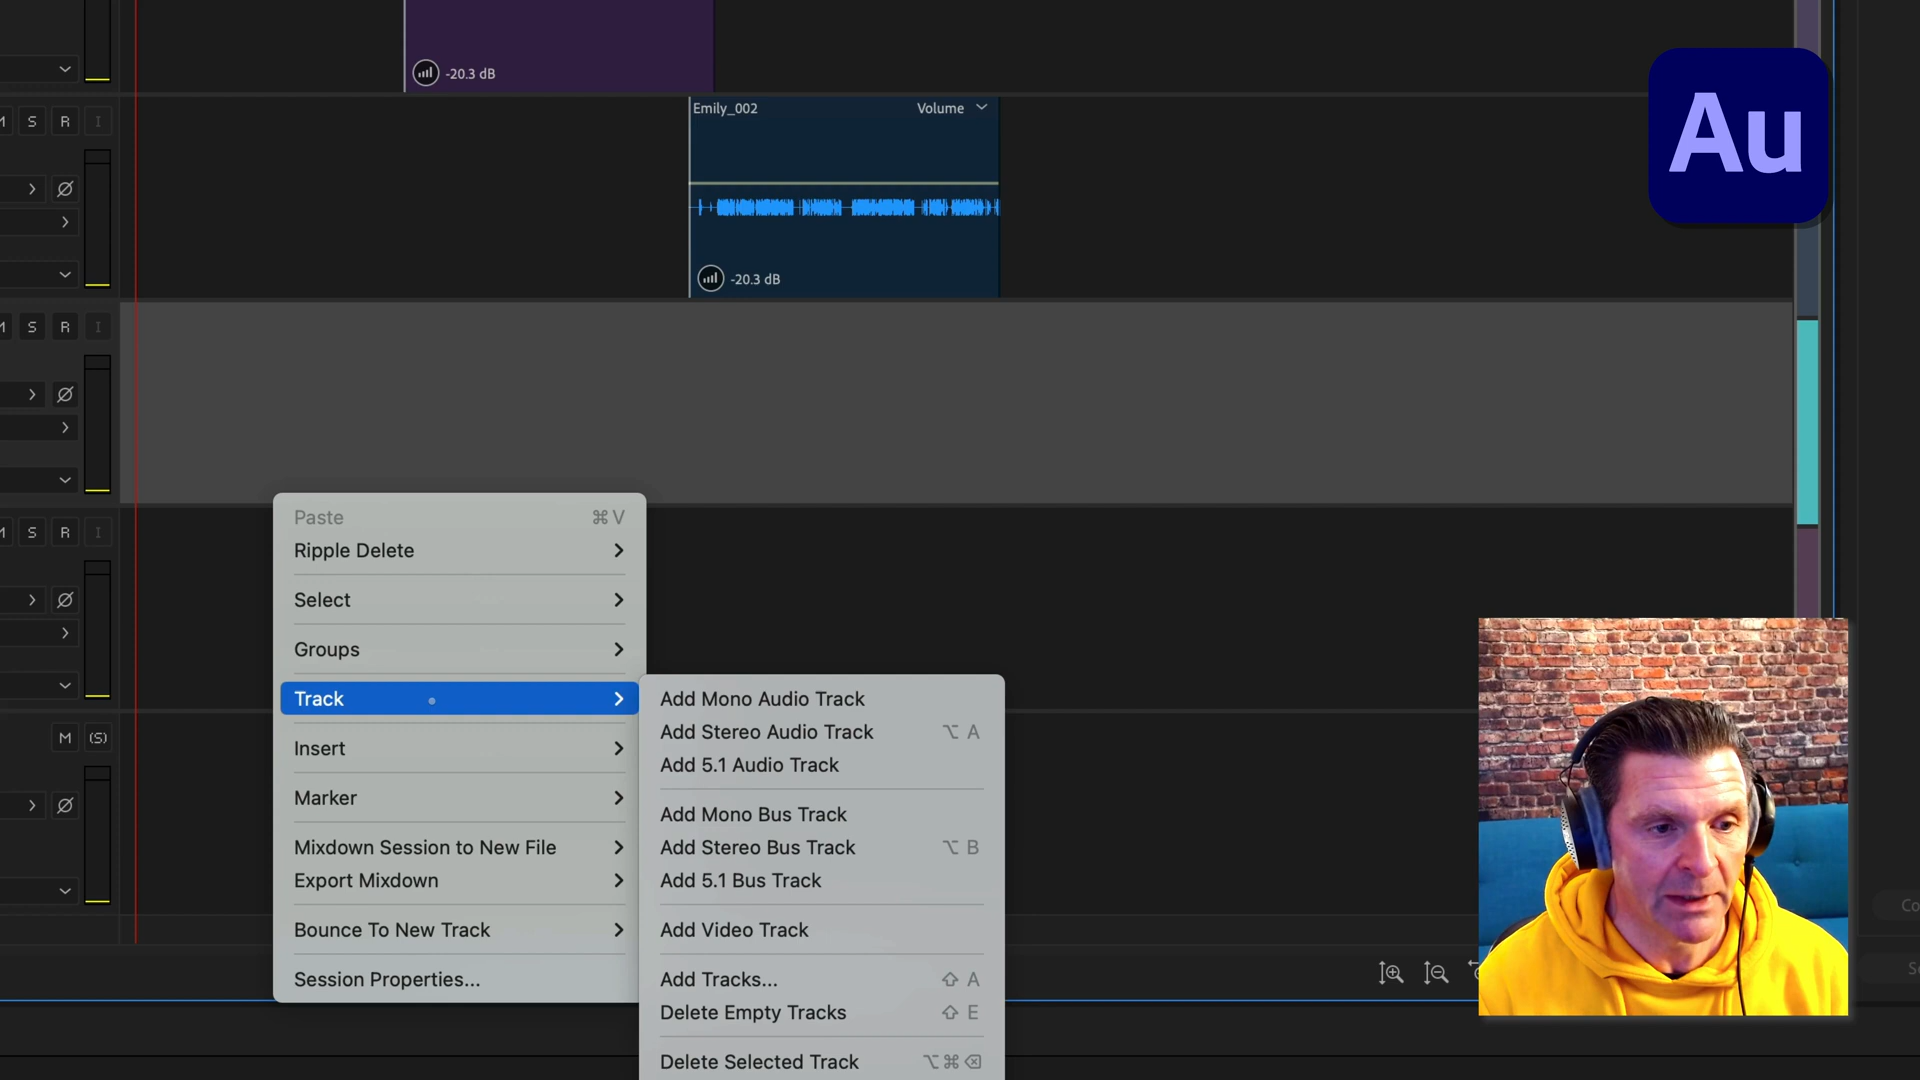 -20.3 dB
Au
Emily_002 Volume
S R I
-20.3 dB
S R I
S R I
M (S)
Paste ⌘ V
Ripple Delete
Select
Groups
Track
Insert
Marker
Mixdown Session to New File
Export Mixdown
Bounce To New Track
Session Properties...
Add Mono Audio Track
Add Stereo Audio Track ⌥ A
Add 5.1 Audio Track
Add Mono Bus Track
Add Stereo Bus Track ⌥ B
Add 5.1 Bus Track
Add Video Track
Add Tracks... ⇧ A
Delete Empty Tracks ⇧ E
Delete Selected Track ⌥⌘⌫
Co